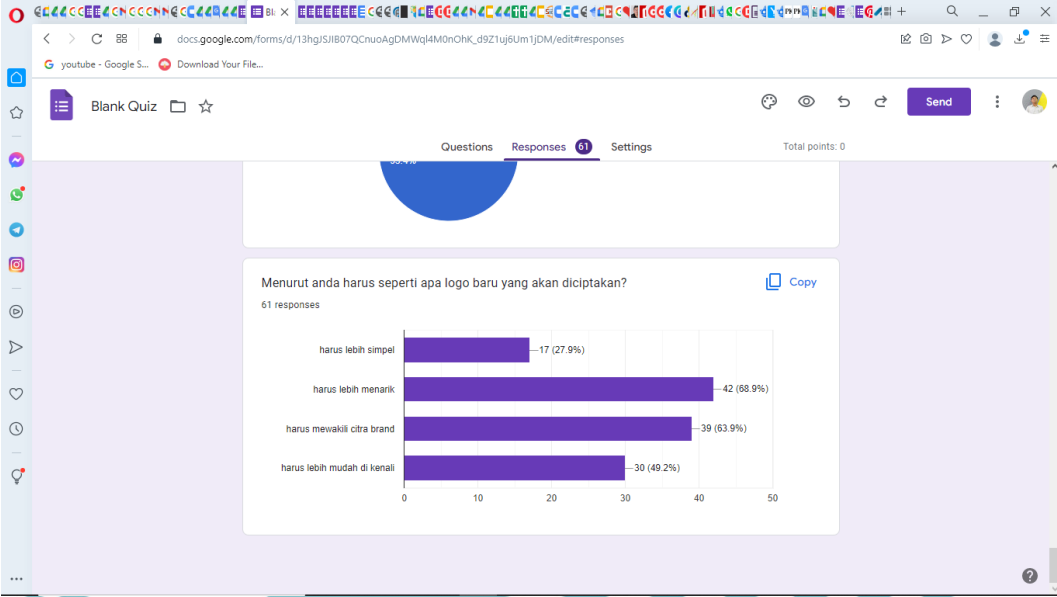 docs.google.com/forms/d/13hgJSJIB07QCnuoAgDMWql4M0nOhK_d9Z1uj6Um1jDM/edit#responses
youtube - Google S... Download Your File...
Blank Quiz
Send
Questions Responses 61 Settings Total points: 0
Menurut anda harus seperti apa logo baru yang akan diciptakan?
Copy
61 responses
harus lebih simpel 17 (27.9%)
harus lebih menarik 42 (68.9%)
harus mewakili citra brand 39 (63.9%)
harus lebih mudah di kenali 30 (49.2%)
0 10 20 30 40 50